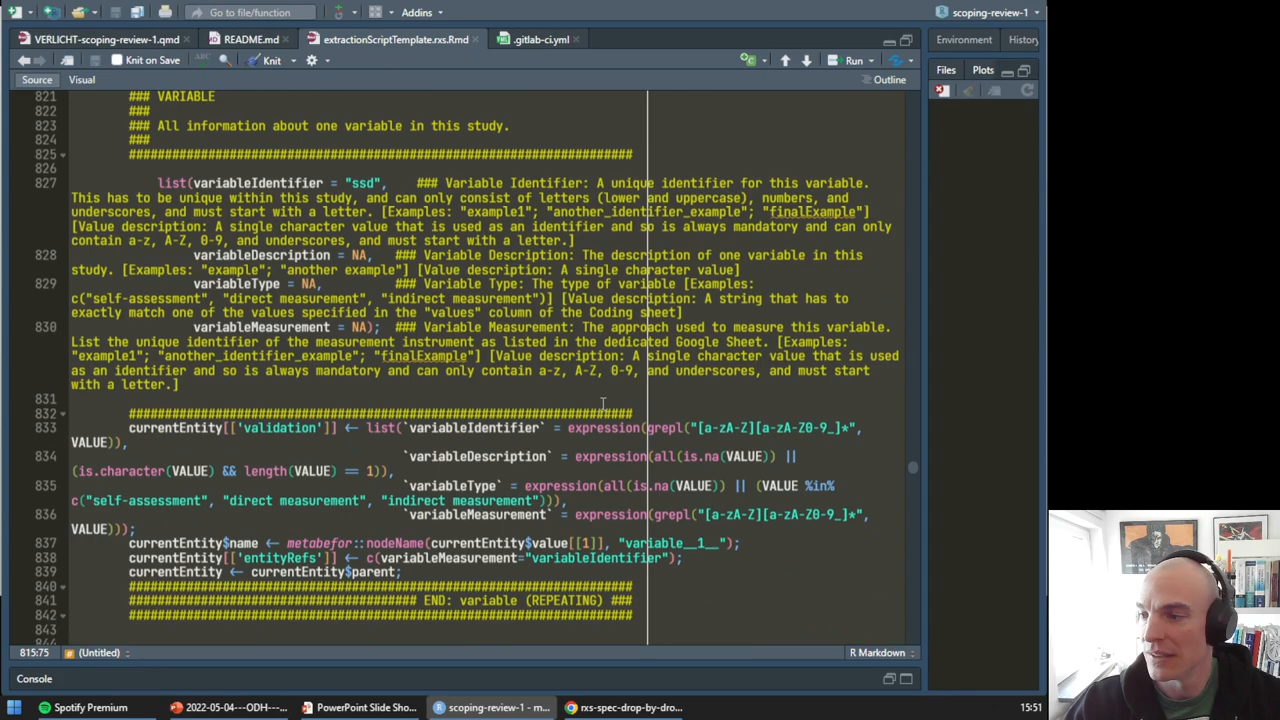 Go to file/function
Addins
scoping-review-1
VERLICHT-scoping-review-1.qmd
README.md
extractionScriptTemplate.rxs.Rmd
.gitlab-ci.yml
Environment
History
Knit on Save
ABC
Knit
Run
Files
Plots
Source
Visual
Outline
821 ### VARIABLE
822 ###
823 ### All information about one variable in this study.
824 ###
825 ######################################################################
826
827 list(variableIdentifier = "ssd", ### Variable Identifier: A unique identifier for this variable.
This has to be unique within this study, and can only consist of letters (lower and uppercase), numbers, and
underscores, and must start with a letter. [Examples: "example1"; "another_identifier_example"; "finalExample"]
[Value description: A single character value that is used as an identifier and so is always mandatory and can only
contain a-z, A-Z, 0-9, and underscores, and must start with a letter.]
828 variableDescription = NA, ### Variable Description: The description of one variable in this
study. [Examples: "example"; "another example"] [Value description: A single character value]
829 variableType = NA, ### Variable Type: The type of variable [Examples:
c("self-assessment", "direct measurement", "indirect measurement")] [Value description: A string that has to
exactly match one of the values specified in the "values" column of the Coding sheet]
830 variableMeasurement = NA); ### Variable Measurement: The approach used to measure this variable.
List the unique identifier of the measurement instrument as listed in the dedicated Google Sheet. [Examples:
"example1"; "another_identifier_example"; "finalExample"] [Value description: A single character value that is used
as an identifier and so is always mandatory and can only contain a-z, A-Z, 0-9, and underscores, and must start
with a letter.]
831
832 ######################################################################
833 currentEntity[['validation']] <- list(`variableIdentifier` = expression(grepl("[a-zA-Z][a-zA-Z0-9_]*",
VALUE)),
834 `variableDescription` = expression(all(is.na(VALUE)) ||
(is.character(VALUE) && length(VALUE) == 1)),
835 `variableType` = expression(all(is.na(VALUE)) || (VALUE %in%
c("self-assessment", "direct measurement", "indirect measurement"))),
836 `variableMeasurement` = expression(grepl("[a-zA-Z][a-zA-Z0-9_]*",
VALUE)));
837 currentEntity$name <- metabefor::nodeName(currentEntity$value[[1]], "variable__1__");
838 currentEntity[['entityRefs']] <- c(variableMeasurement="variableIdentifier");
839 currentEntity <- currentEntity$parent;
840 ######################################################################
841 ######################################## END: variable (REPEATING) ###
842 ######################################################################
843
815:75
(Untitled)
R Markdown
Console
Spotify Premium
2022-05-04---ODH-...
PowerPoint Slide Sho...
scoping-review-1 - m...
rxs-spec-drop-by-dro...
15:51